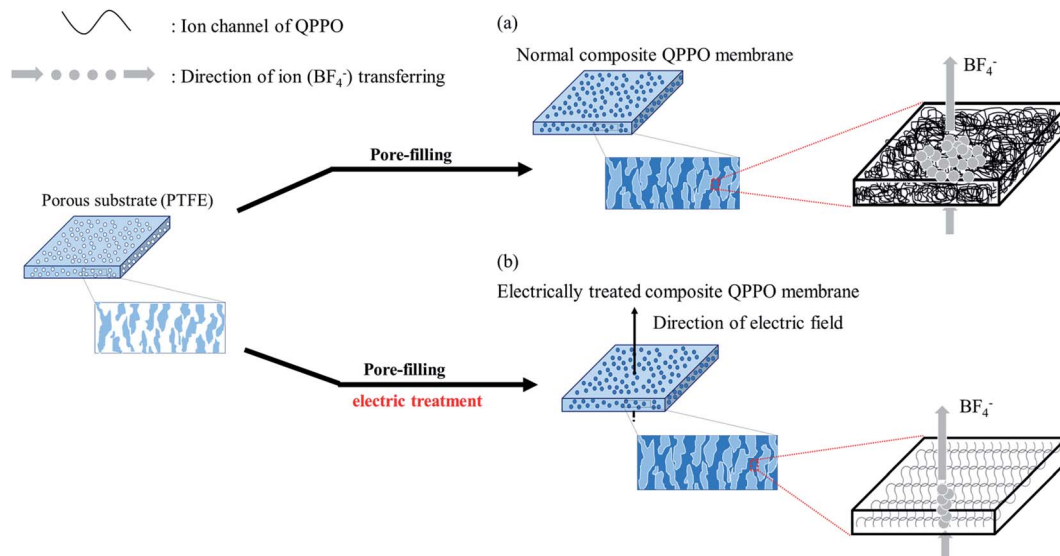 : Ion channel of QPPO
: Direction of ion (BF₄⁻) transferring
(a)
Normal composite QPPO membrane
BF₄⁻
Pore-filling
Porous substrate (PTFE)
(b)
Electrically treated composite QPPO membrane
Direction of electric field
Pore-filling
electric treatment
BF₄⁻